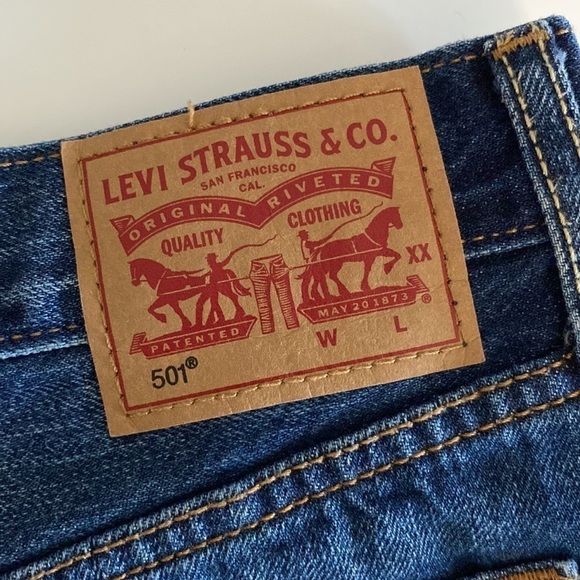 LEVI STRAUSS & CO.
SAN FRANCISCO
CAL.
ORIGINAL RIVETED
QUALITY CLOTHING
XX
PATENTED MAY 20 1873 ®
W L
501®